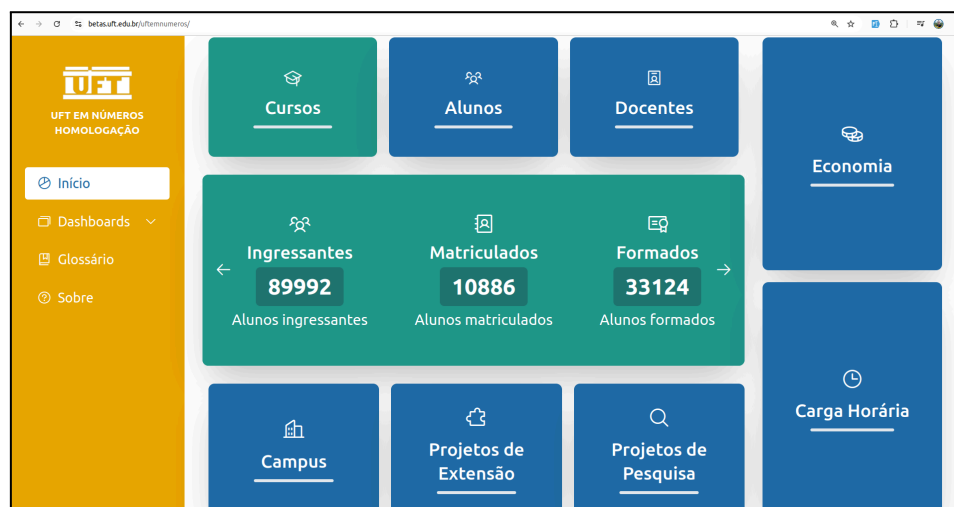 betas.uft.edu.br/uftemnumeros/
UFT
UFT EM NÚMEROS
HOMOLOGAÇÃO
Início
Dashboards
Glossário
Sobre
Cursos
Alunos
Docentes
Economia
Ingressantes
89992
Alunos ingressantes
Matriculados
10886
Alunos matriculados
Formados
33124
Alunos formados
Carga Horária
Campus
Projetos de
Extensão
Projetos de
Pesquisa